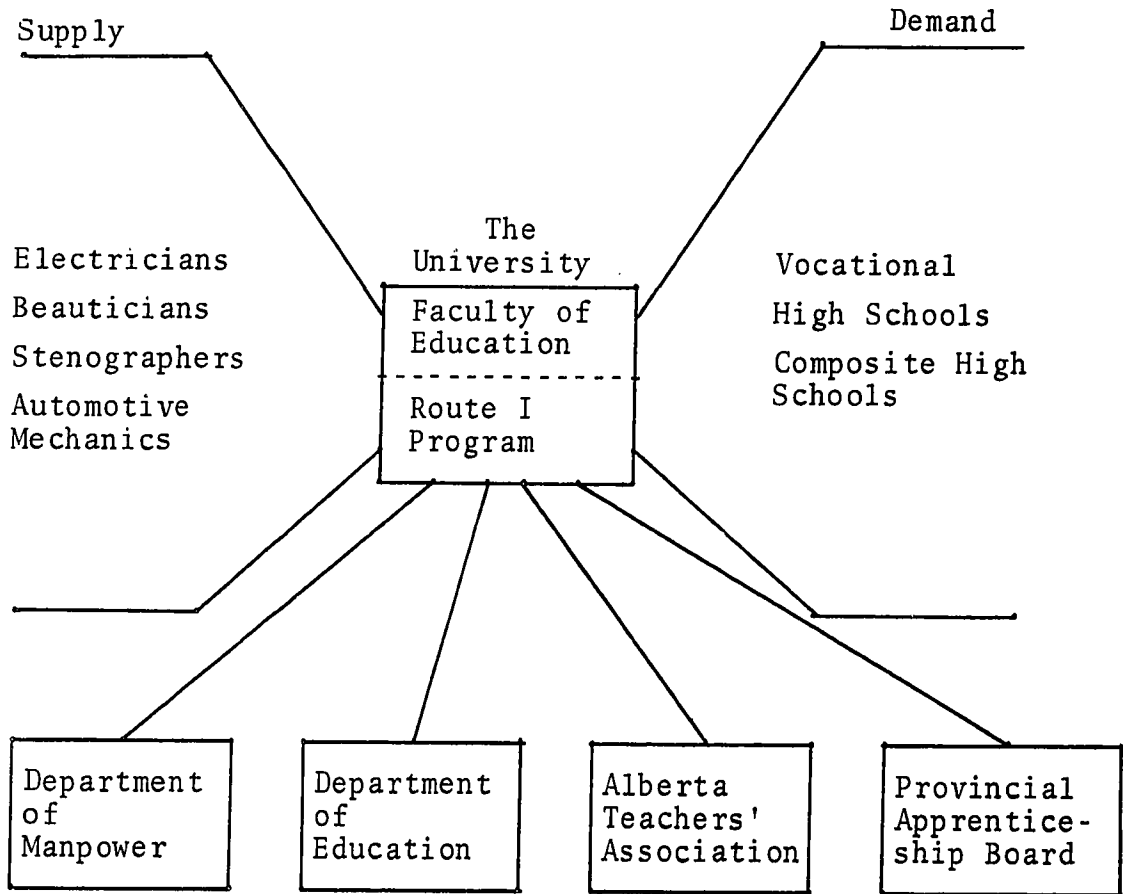 Supply
Demand
The
University
Electricians
Beauticians
Stenographers
Automotive
Mechanics
Faculty of
Education
Route I
Program
Vocational
High Schools
Composite High
Schools
Department
of
Manpower
Department
of
Education
Alberta
Teachers'
Association
Provincial
Apprentice-
ship Board